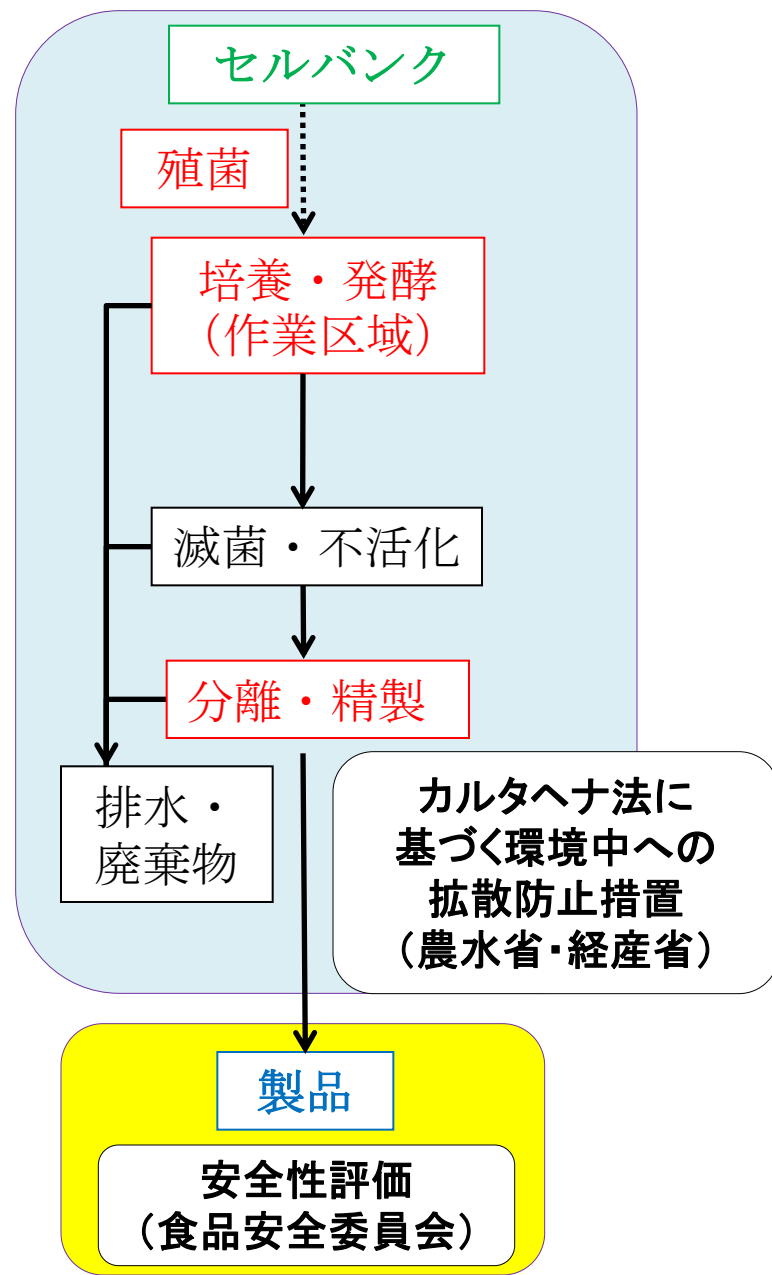 セルバンク
殖菌
培養・発酵
（作業区域）
滅菌・不活化
分離・精製
排水・
廃棄物
カルタヘナ法に
基づく環境中への
拡散防止措置
（農水省・経産省）
製品
安全性評価
（食品安全委員会）